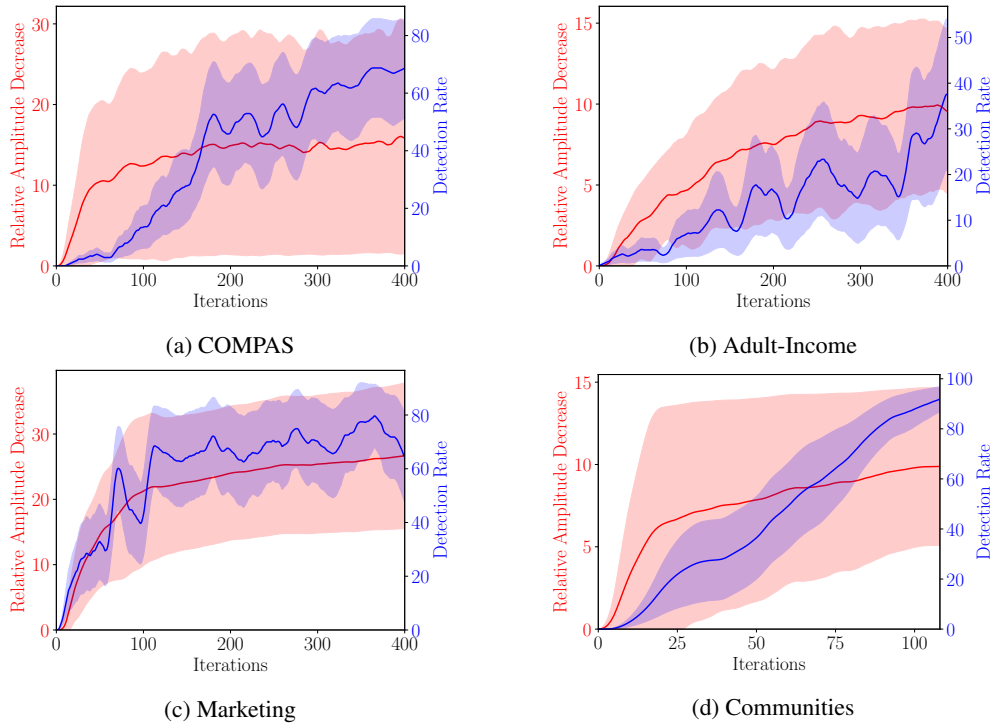 Relative Amplitude Decrease
30
20
10
0
0 100 200 300 400
Iterations
80
60
40
20
0
Detection Rate
(a) COMPAS
Relative Amplitude Decrease
15
10
5
0
0 100 200 300 400
Iterations
50
40
30
20
10
0
Detection Rate
(b) Adult-Income
Relative Amplitude Decrease
30
20
10
0
0 100 200 300 400
Iterations
80
60
40
20
0
Detection Rate
(c) Marketing
Relative Amplitude Decrease
15
10
5
0
0 25 50 75 100
Iterations
100
80
60
40
20
0
Detection Rate
(d) Communities